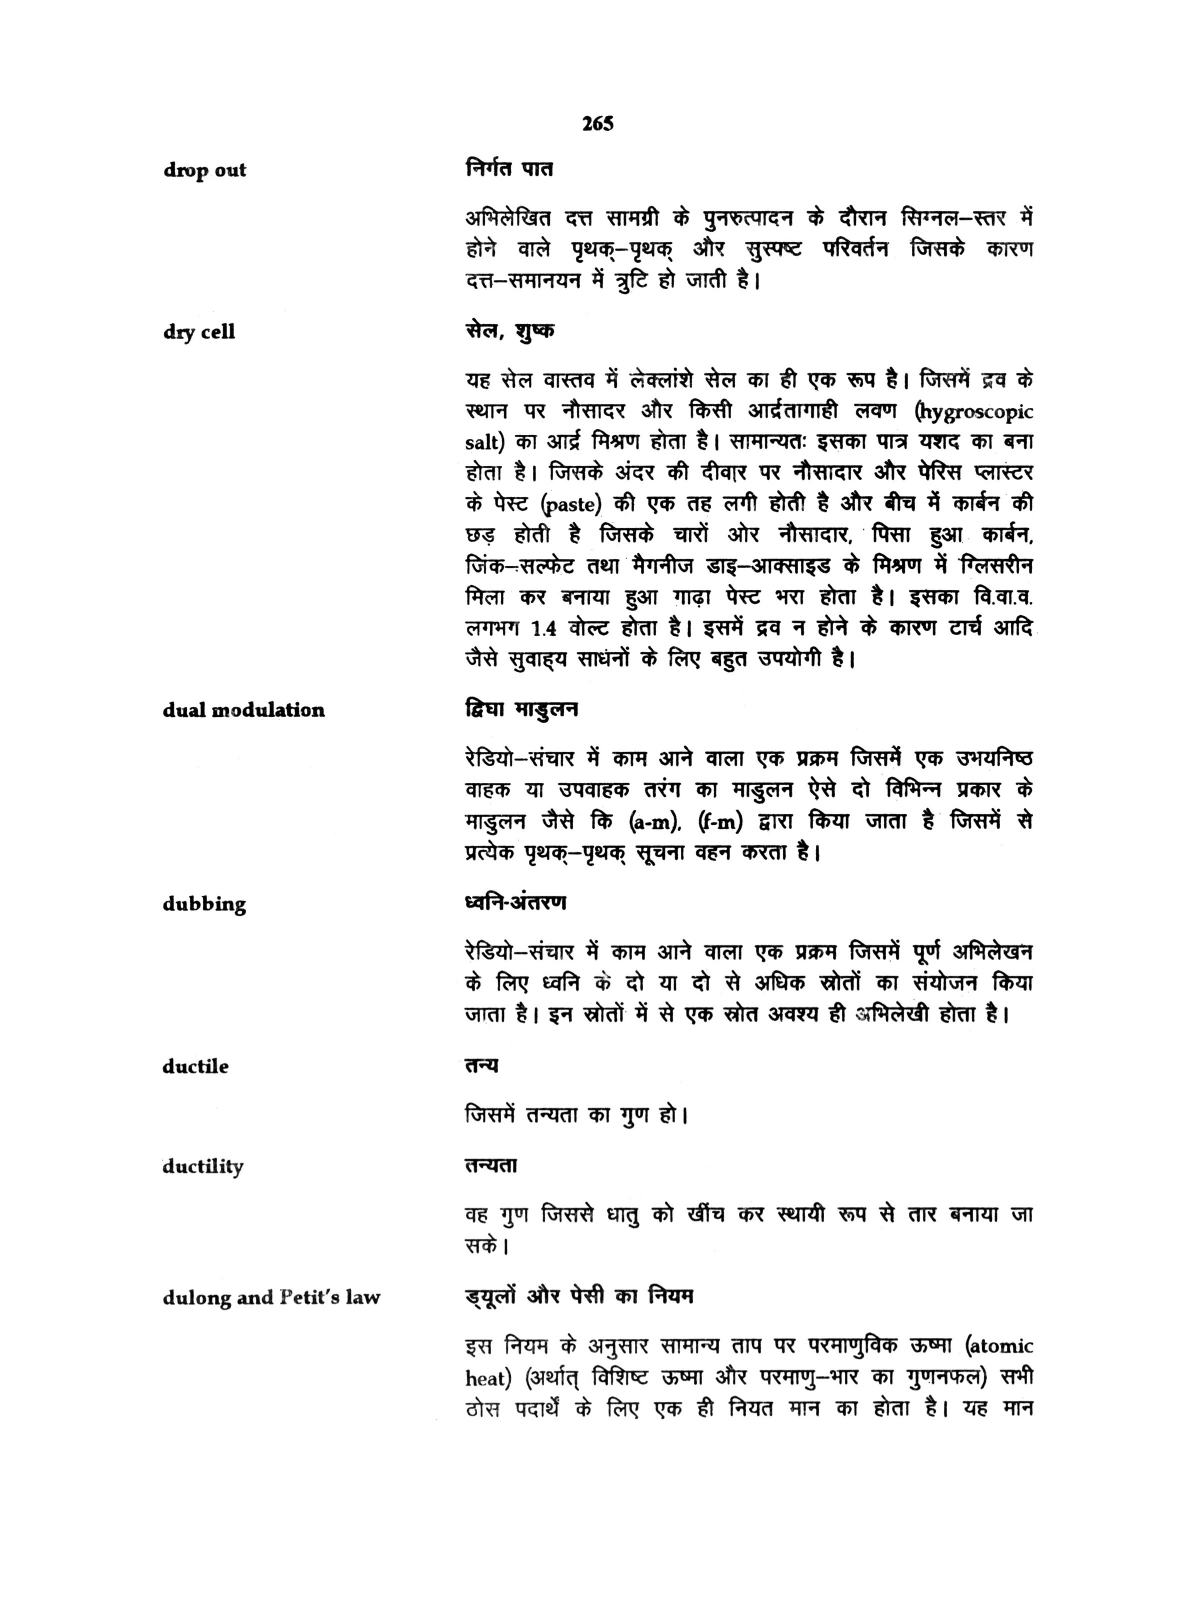 265
drop out
निर्गत पात
अभिलेखित दत्त सामग्री के पुनरुत्पादन के दौरान सिग्नल–स्तर में
होने वाले पृथक्–पृथक् और सुस्पष्ट परिवर्तन जिसके कारण
दत्त–समानयन में त्रुटि हो जाती है।
dry cell
सेल, शुष्क
यह सेल वास्तव में लेक्लांशे सेल का ही एक रूप है। जिसमें द्रव के
स्थान पर नौसादर और किसी आर्द्रतागाही लवण (hygroscopic
salt) का आर्द्र मिश्रण होता है। सामान्यतः इसका पात्र यशद का बना
होता है। जिसके अंदर की दीवार पर नौसादार और पेरिस प्लास्टर
के पेस्ट (paste) की एक तह लगी होती है और बीच में कार्बन की
छड़ होती है जिसके चारों ओर नौसादार, पिसा हुआ कार्बन,
जिंक–सल्फेट तथा मैगनीज डाइ–आक्साइड के मिश्रण में ग्लिसरीन
मिला कर बनाया हुआ गाढ़ा पेस्ट भरा होता है। इसका वि.वा.व.
लगभग 1.4 वोल्ट होता है। इसमें द्रव न होने के कारण टार्च आदि
जैसे सुवाह्य साधनों के लिए बहुत उपयोगी है।
dual modulation
द्विघा माडुलन
रेडियो–संचार में काम आने वाला एक प्रक्रम जिसमें एक उभयनिष्ठ
वाहक या उपवाहक तरंग का माडुलन ऐसे दो विभिन्न प्रकार के
माडुलन जैसे कि (a-m), (f-m) द्वारा किया जाता है जिसमें से
प्रत्येक पृथक्–पृथक् सूचना वहन करता है।
dubbing
ध्वनि-अंतरण
रेडियो–संचार में काम आने वाला एक प्रक्रम जिसमें पूर्ण अभिलेखन
के लिए ध्वनि के दो या दो से अधिक स्रोतों का संयोजन किया
जाता है। इन स्रोतों में से एक स्रोत अवश्य ही अभिलेखी होता है।
ductile
तन्य
जिसमें तन्यता का गुण हो।
ductility
तन्यता
वह गुण जिससे धातु को खींच कर स्थायी रूप से तार बनाया जा
सके।
dulong and Petit's law
ड्यूलों और पेसी का नियम
इस नियम के अनुसार सामान्य ताप पर परमाणुविक ऊष्मा (atomic
heat) (अर्थात् विशिष्ट ऊष्मा और परमाणु–भार का गुणनफल) सभी
ठोस पदार्थें के लिए एक ही नियत मान का होता है। यह मान